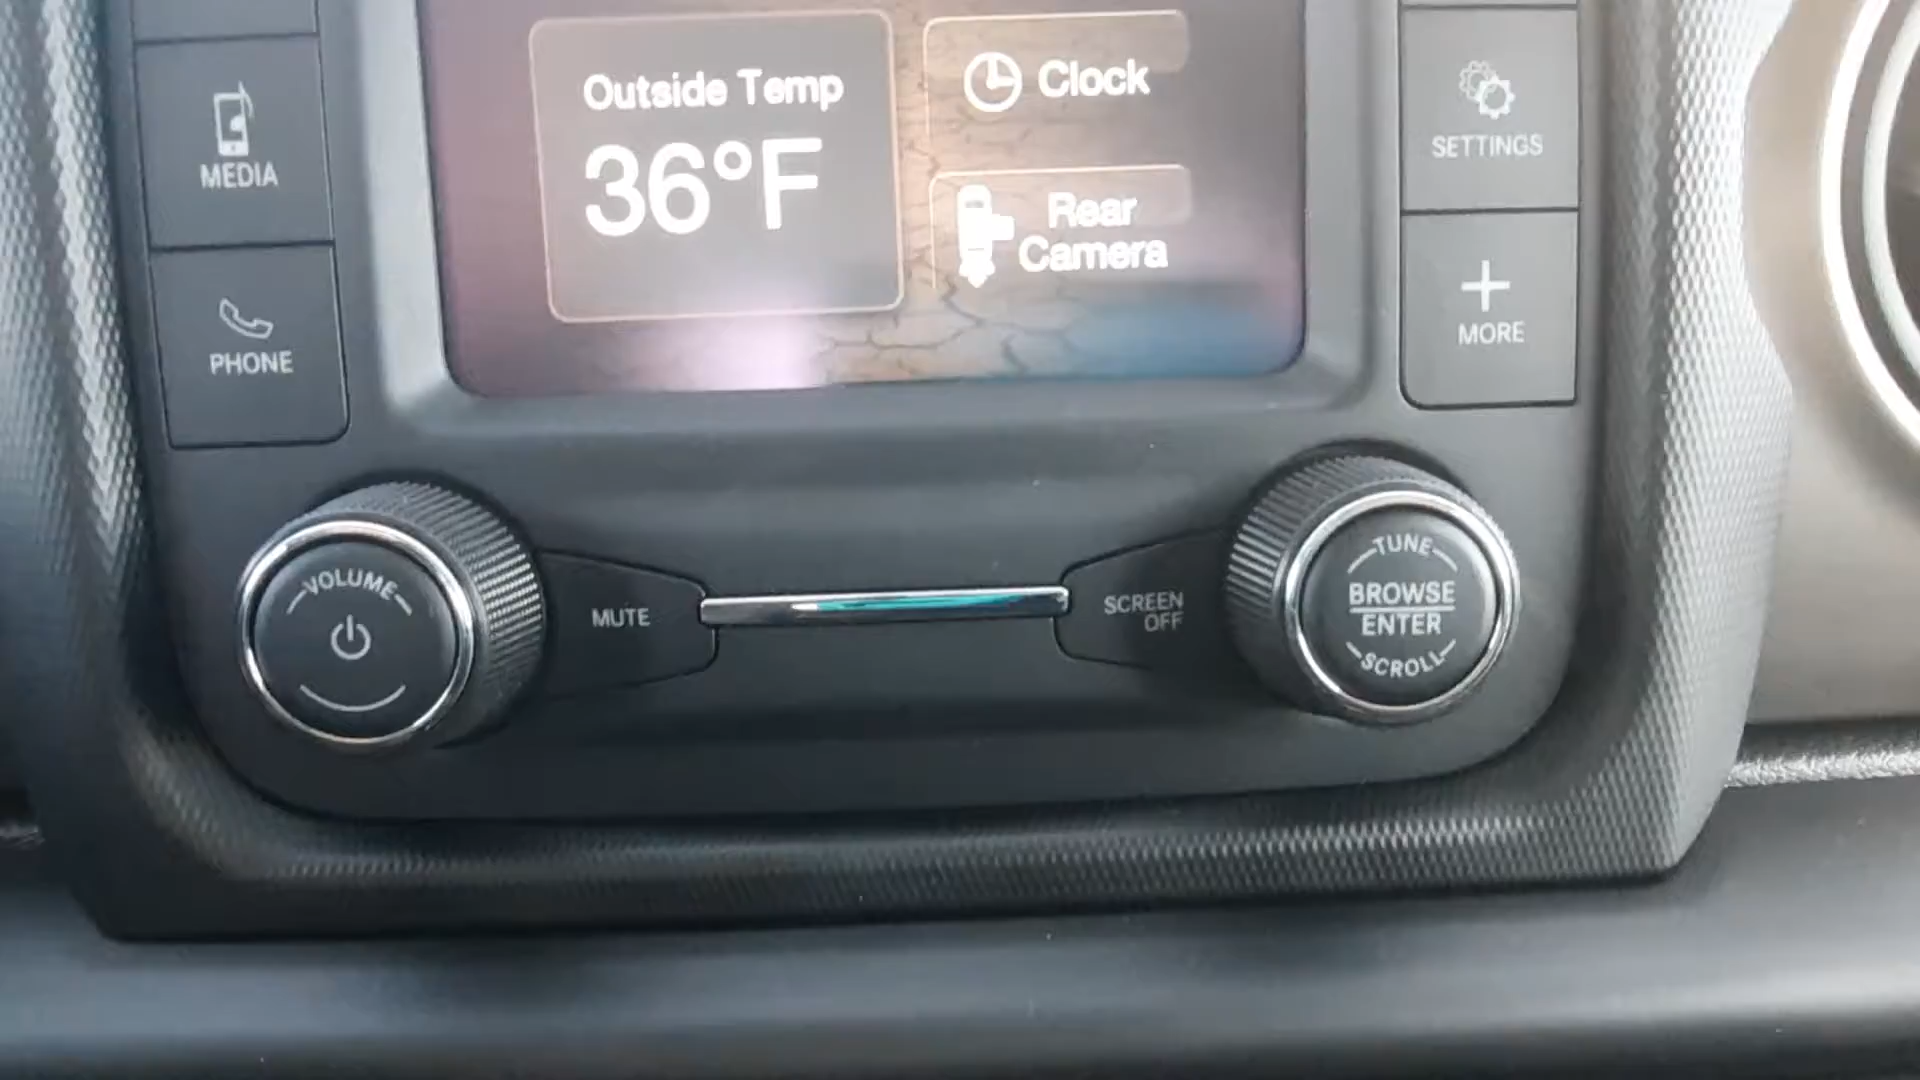 Outside Temp
36°F
Clock
Rear
Camera
MEDIA
PHONE
SETTINGS
MORE
VOLUME
MUTE
SCREEN
OFF
TUNE
BROWSE
ENTER
SCROLL